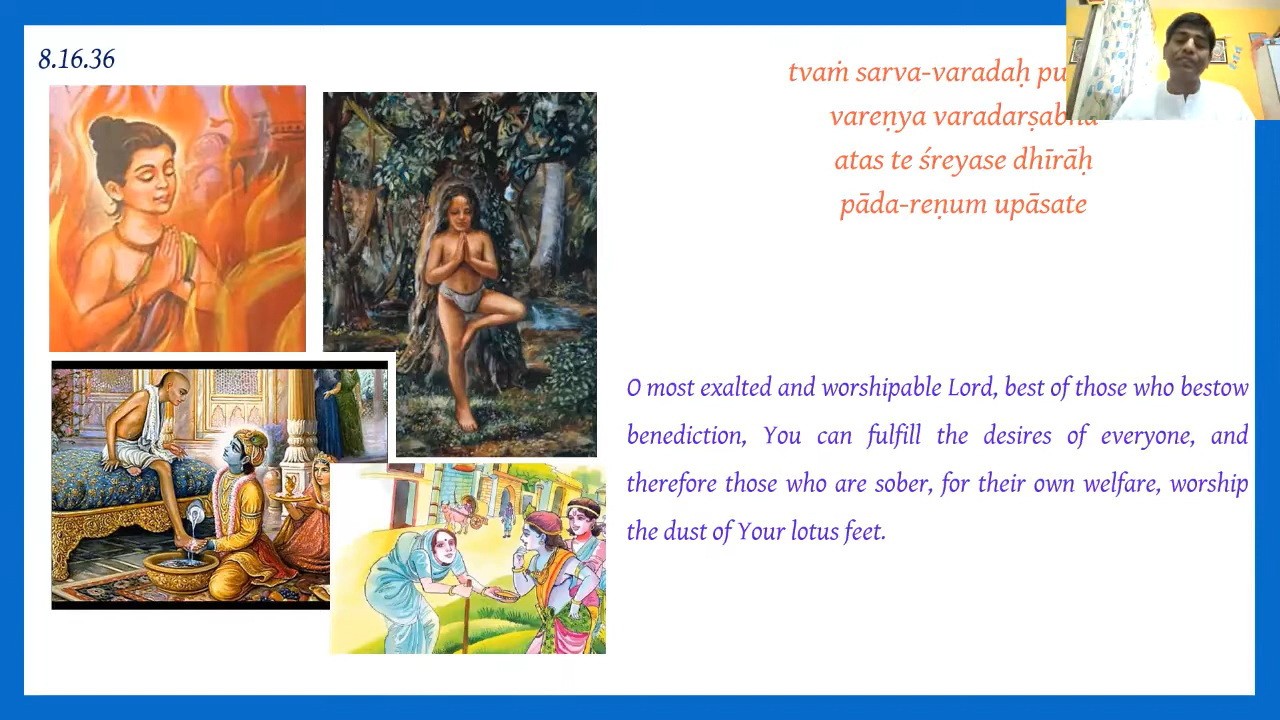 8.16.36
tvaṁ sarva-varadaḥ
vareṇya varadarṣabha
atas te śreyase dhīrāḥ
pāda-reṇum upāsate
O most exalted and worshipable Lord, best of those who bestow
benediction, You can fulfill the desires of everyone, and
therefore those who are sober, for their own welfare, worship
the dust of Your lotus feet.